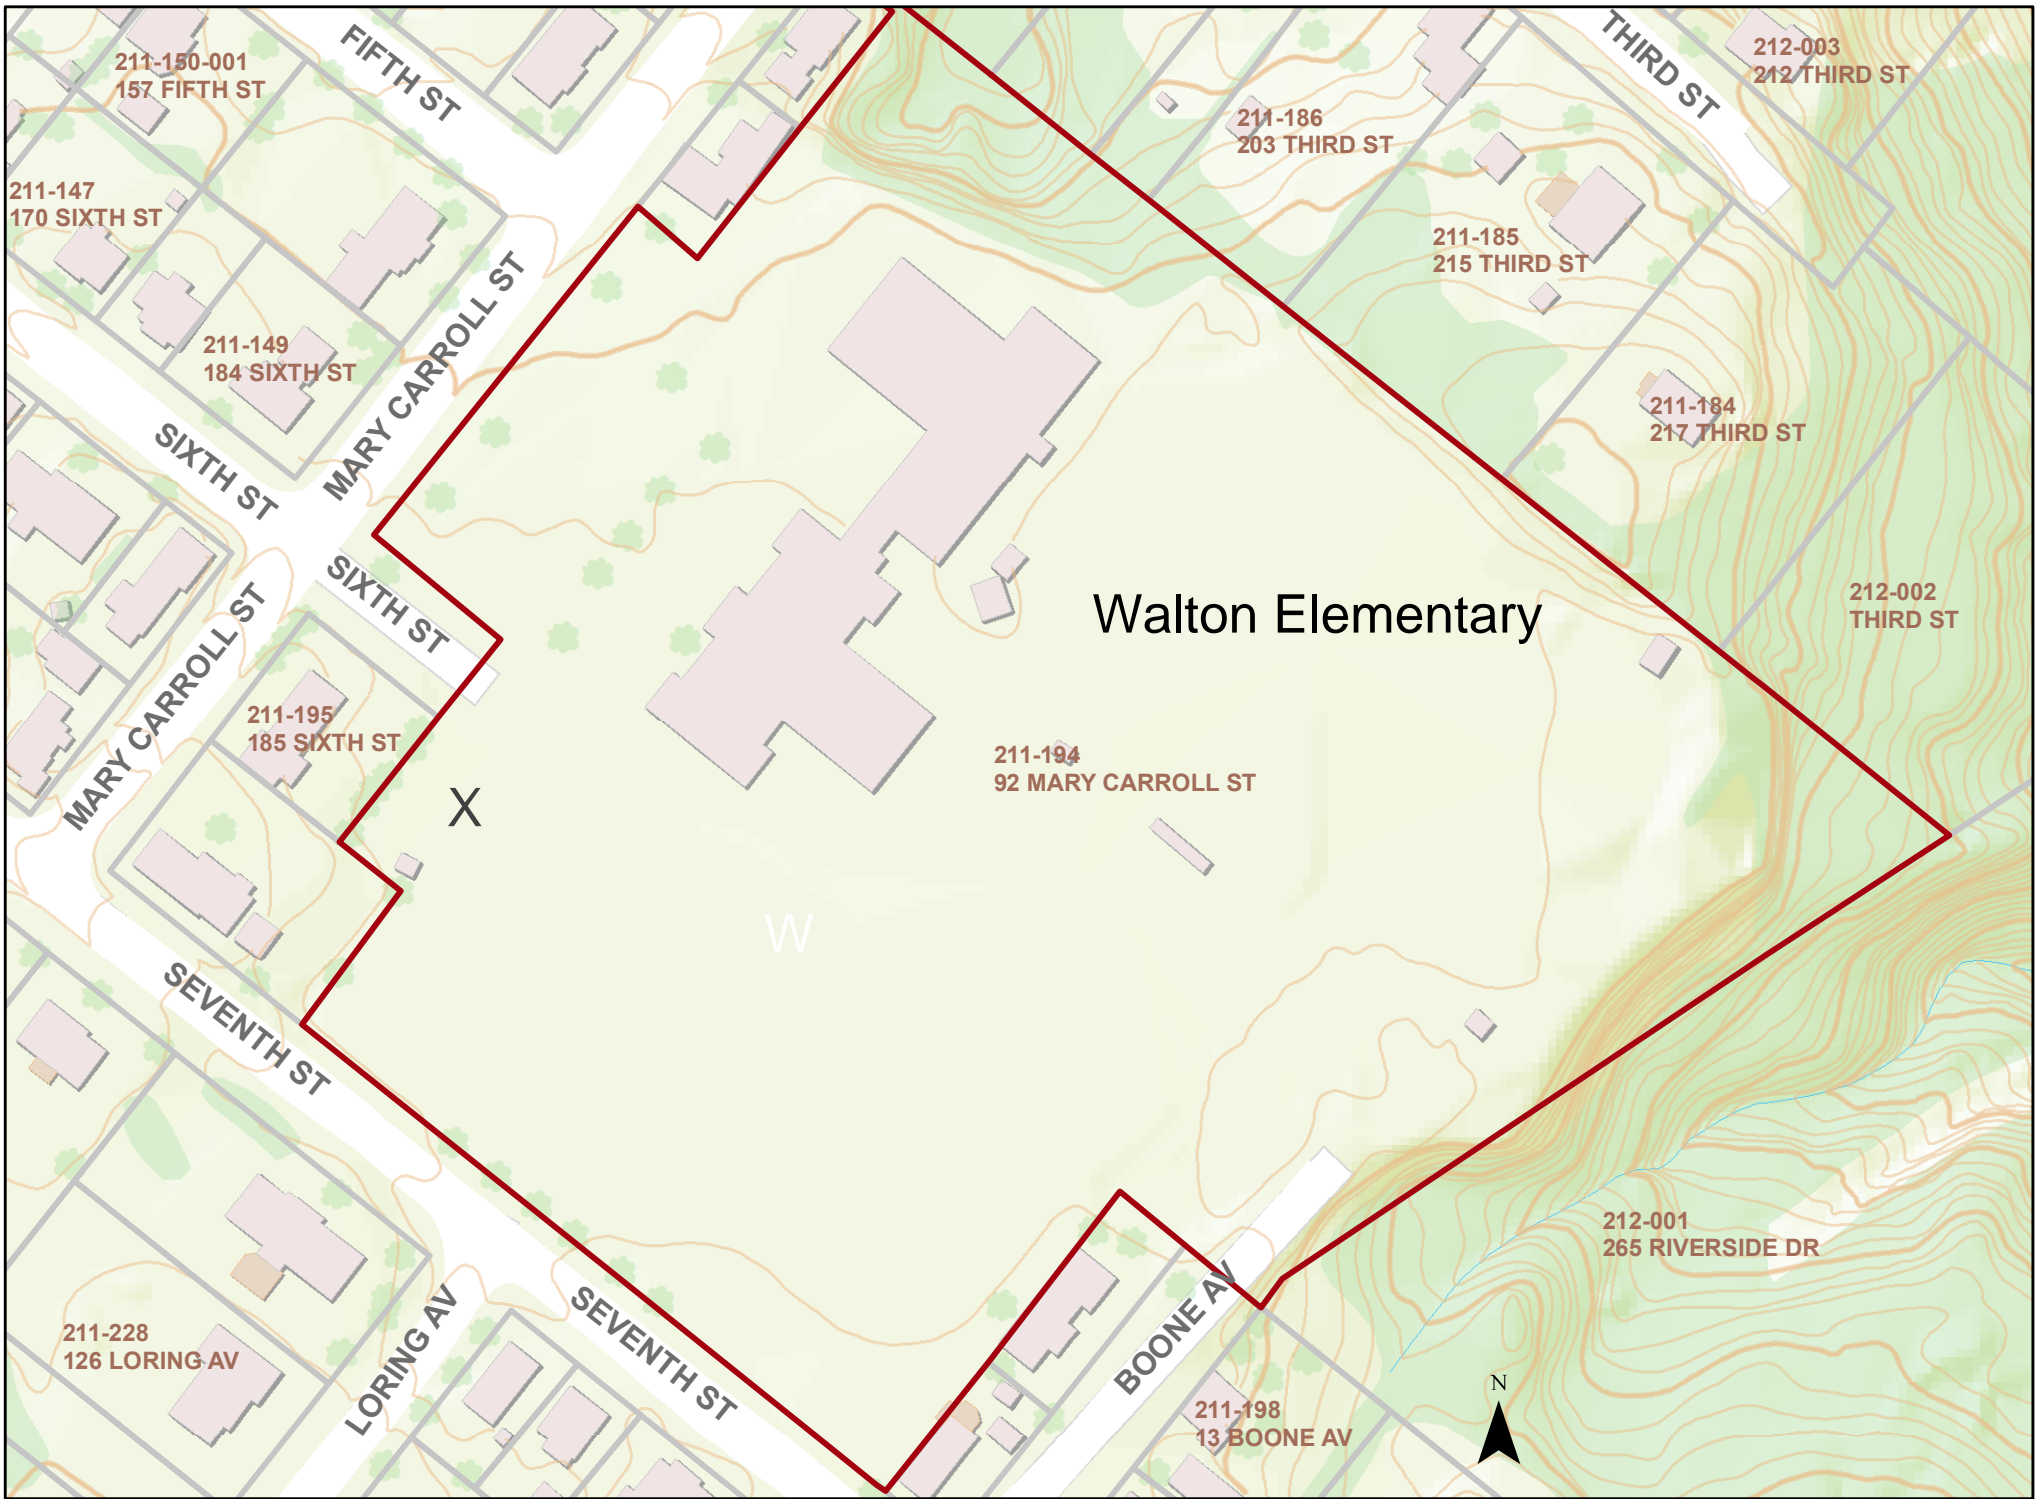 FIFTH ST
THIRD ST
212-003
212 THIRD ST
211-150-001
157 FIFTH ST
211-186
203 THIRD ST
211-147
170 SIXTH ST
211-185
215 THIRD ST
MARY CARROLL ST
211-149
184 SIXTH ST
211-184
217 THIRD ST
SIXTH ST
SIXTH ST
Walton Elementary
212-002
THIRD ST
MARY CARROLL ST
211-195
185 SIXTH ST
211-194
92 MARY CARROLL ST
X
W
SEVENTH ST
212-001
265 RIVERSIDE DR
BOONE AV
211-228
126 LORING AV
LORING AV
SEVENTH ST
211-198
13 BOONE AV
N